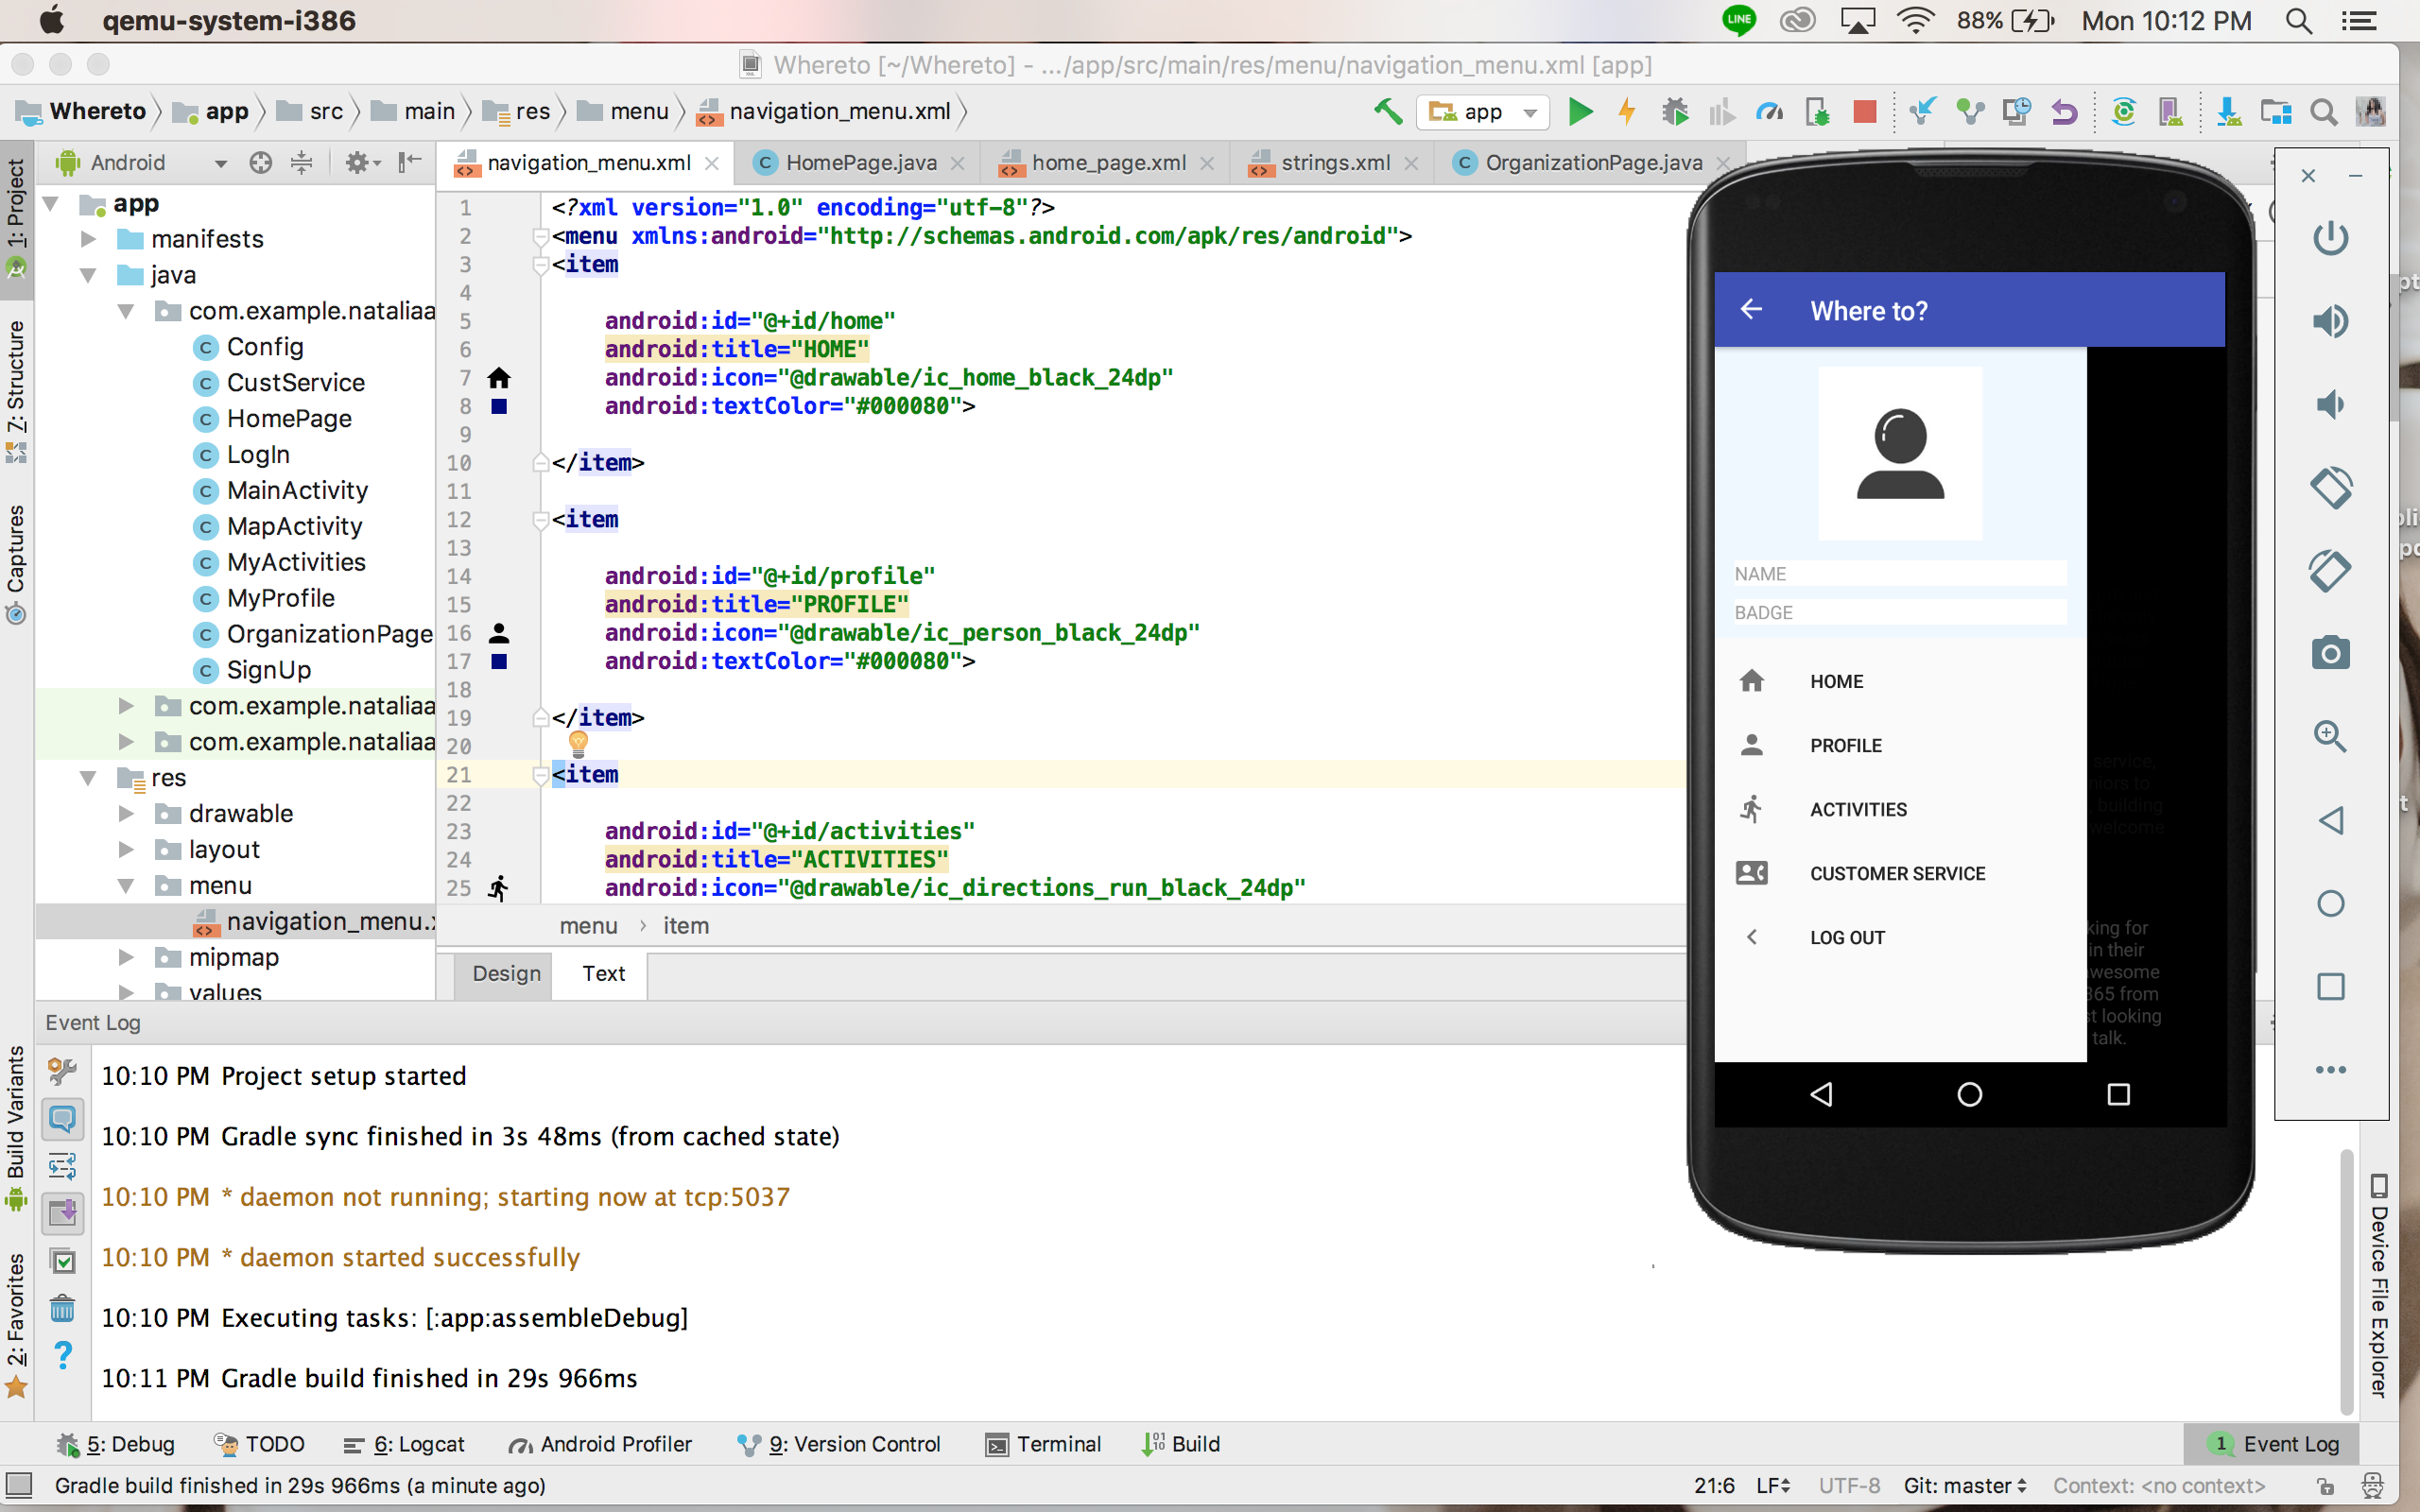 qemu-system-i386
LINE
88%
Mon 10:12 PM
Whereto [~/Whereto] - .../app/src/main/res/menu/navigation_menu.xml [app]
Whereto
app
src
main
res
menu
navigation_menu.xml
app
Android
navigation_menu.xml
HomePage.java
home_page.xml
strings.xml
OrganizationPage.java
1: Project
7: Structure
Captures
Build Variants
2: Favorites
app
manifests
java
com.example.nataliaa
Config
CustService
HomePage
LogIn
MainActivity
MapActivity
MyActivities
MyProfile
OrganizationPage
SignUp
com.example.nataliaa
com.example.nataliaa
res
drawable
layout
menu
navigation_menu.x
mipmap
values
1 <?xml version="1.0" encoding="utf-8"?>
2 <menu xmlns:android="http://schemas.android.com/apk/res/android">
3 <item
4
5 android:id="@+id/home"
6 android:title="HOME"
7 android:icon="@drawable/ic_home_black_24dp"
8 android:textColor="#000080">
9
10 </item>
11
12 <item
13
14 android:id="@+id/profile"
15 android:title="PROFILE"
16 android:icon="@drawable/ic_person_black_24dp"
17 android:textColor="#000080">
18
19 </item>
20
21 <item
22
23 android:id="@+id/activities"
24 android:title="ACTIVITIES"
25 android:icon="@drawable/ic_directions_run_black_24dp"
menu › item
Design
Text
Where to?
NAME
BADGE
HOME
PROFILE
ACTIVITIES
CUSTOMER SERVICE
LOG OUT
service,
building
welcome
king for
in their
awesome
365 from
st looking
talk.
Event Log
10:10 PM Project setup started
10:10 PM Gradle sync finished in 3s 48ms (from cached state)
10:10 PM * daemon not running; starting now at tcp:5037
10:10 PM * daemon started successfully
10:10 PM Executing tasks: [:app:assembleDebug]
10:11 PM Gradle build finished in 29s 966ms
Device File Explorer
5: Debug
TODO
6: Logcat
Android Profiler
9: Version Control
Terminal
Build
1 Event Log
Gradle build finished in 29s 966ms (a minute ago)
21:6
LF
UTF-8
Git: master
Context: <no context>